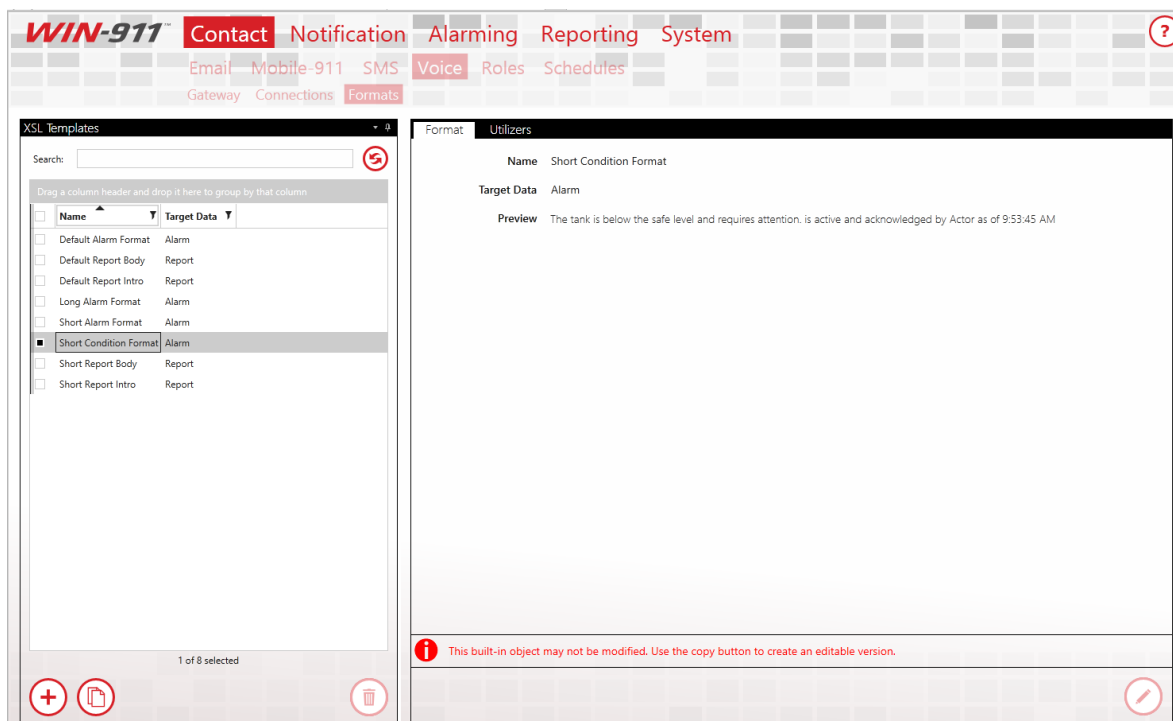 WIN-911™ Contact Notification Alarming Reporting System ?
Email Mobile-911 SMS Voice Roles Schedules
Gateway Connections Formats
XSL Templates
Search:
Drag a column header and drop it here to group by that column
Name Target Data
Default Alarm Format Alarm
Default Report Body Report
Default Report Intro Report
Long Alarm Format Alarm
Short Alarm Format Alarm
Short Condition Format Alarm
Short Report Body Report
Short Report Intro Report
1 of 8 selected
Format Utilizers
Name Short Condition Format
Target Data Alarm
Preview The tank is below the safe level and requires attention. is active and acknowledged by Actor as of 9:53:45 AM
This built-in object may not be modified. Use the copy button to create an editable version.